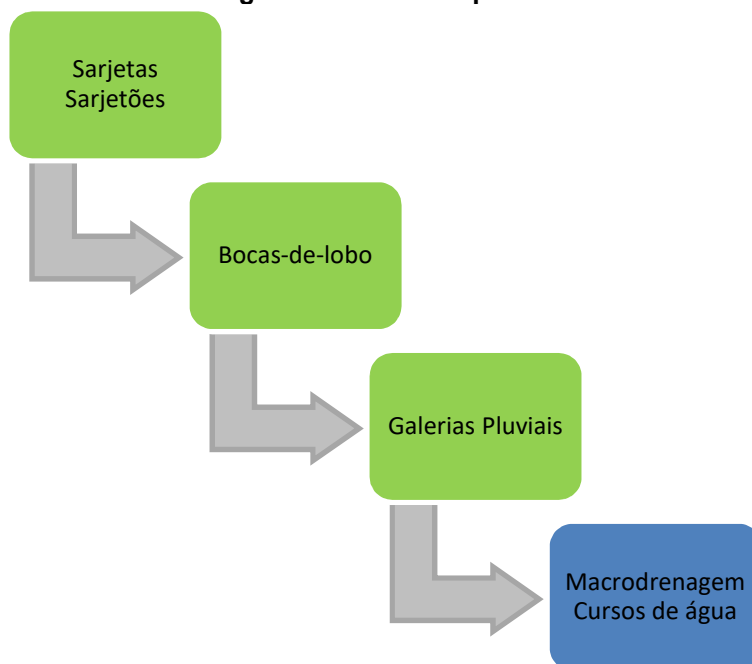 Sarjetas
Sarjetões
Bocas-de-lobo
Galerias Pluviais
Macrodrenagem
Cursos de água